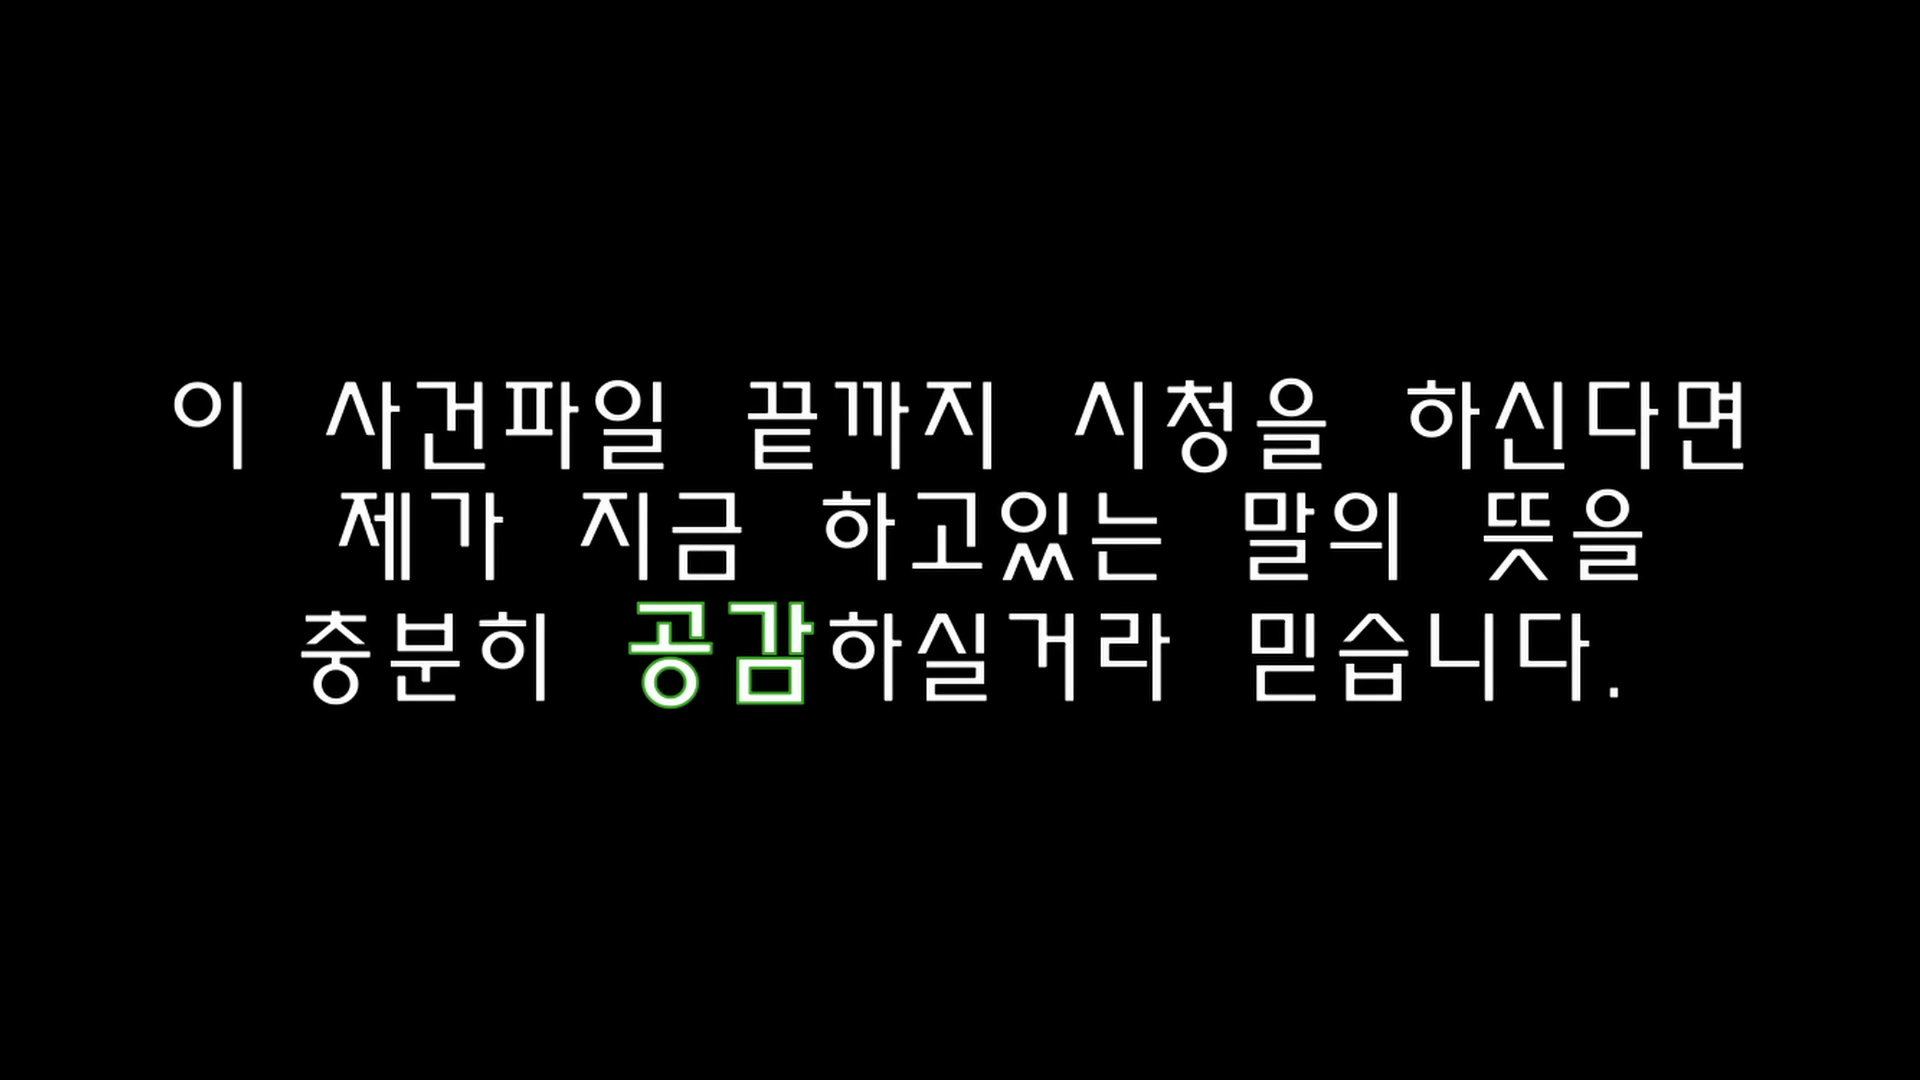 이 사건파일 끝까지 시청을 하신다면
제가 지금 하고있는 말의 뜻을
충분히 공감하실거라 믿습니다.